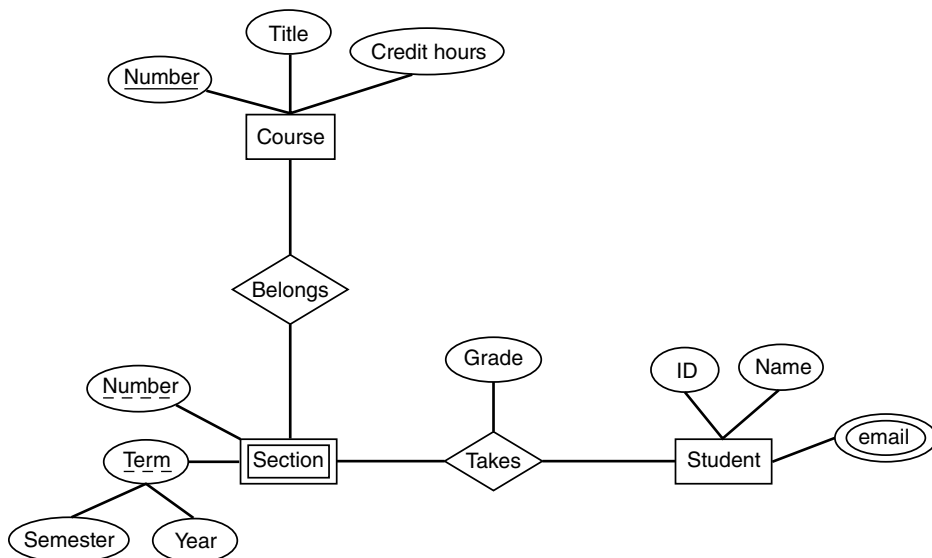 Title
Credit hours
Number
Course
Belongs
Grade
Number
ID
Name
Term
Section
Takes
Student
email
Semester
Year